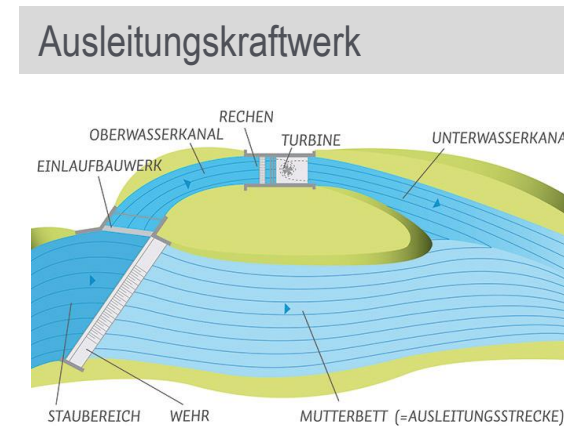 Ausleitungskraftwerk
RECHEN
OBERWASSERKANAL
TURBINE
UNTERWASSERKANA
EINLAUFBAUWERK
STAUBEREICH
WEHR
MUTTERBETT (=AUSLEITUNGSSTRECKE)